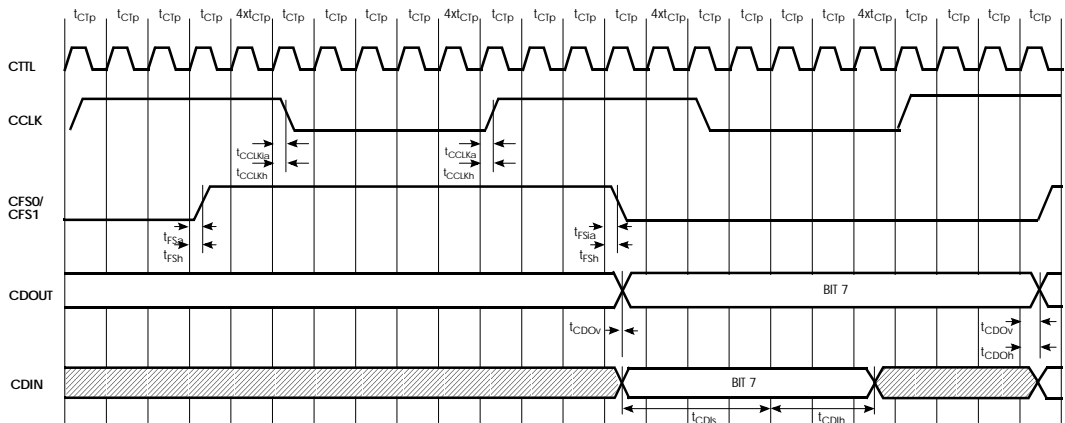 tCTp tCTp tCTp tCTp 4xtCTp tCTp tCTp tCTp tCTp 4xtCTp tCTp tCTp tCTp tCTp 4xtCTp tCTp tCTp tCTp tCTp 4xtCTp tCTp tCTp tCTp tCTp
CTTL
CCLK
tCCLKia tCCLKa
tCCLKh tCCLKh
CFS0/
CFS1
tFSa tFSia
tFSh tFSh
CDOUT BIT 7
tCDOv tCDOv
tCDOh
CDIN BIT 7
tCDIs tCDIh